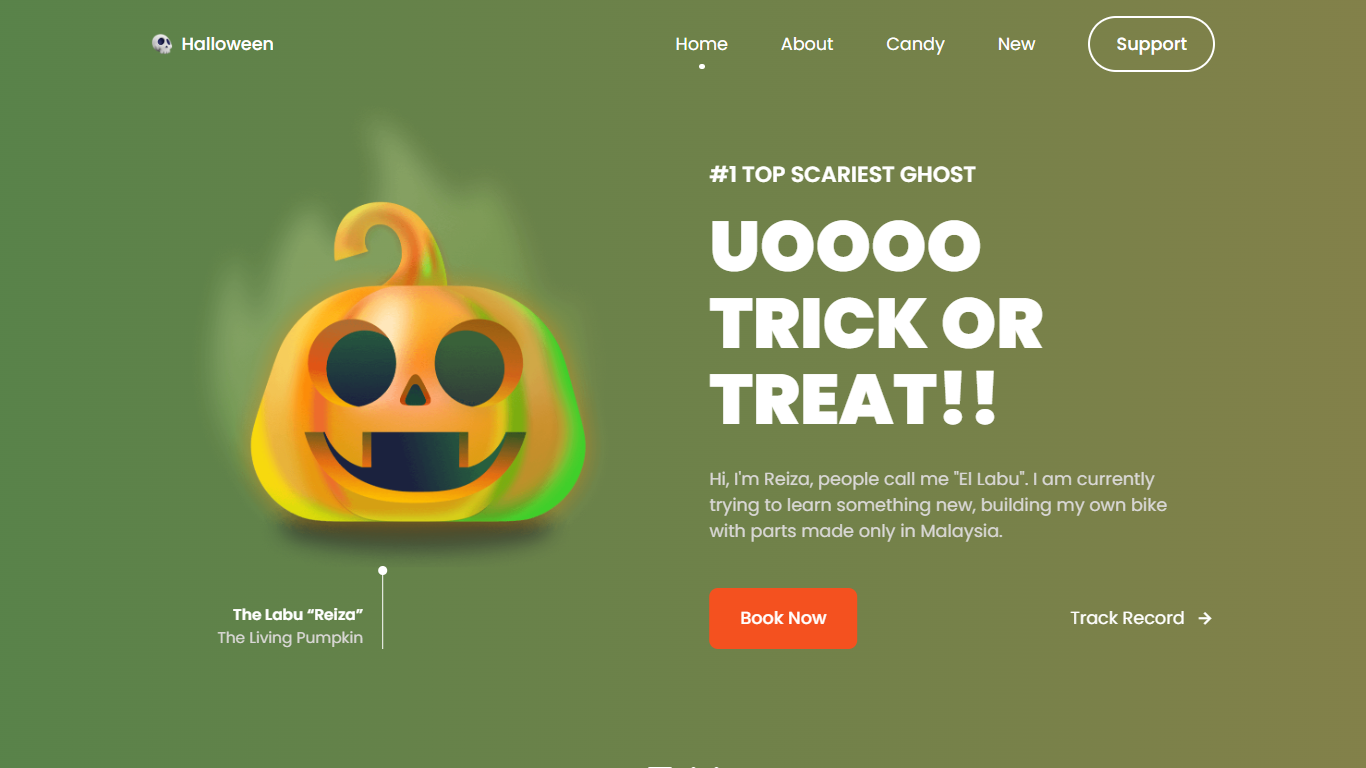 Halloween
Home
About
Candy
New
Support
#1 TOP SCARIEST GHOST
UOOOO
TRICK OR
TREAT!!
Hi, I'm Reiza, people call me "El Labu". I am currently
trying to learn something new, building my own bike
with parts made only in Malaysia.
Book Now
Track Record
The Labu “Reiza”
The Living Pumpkin